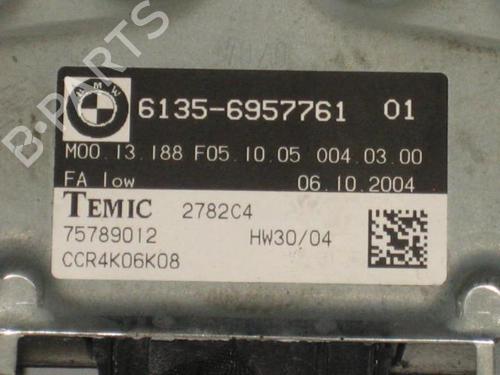 BMW
6135-6957761 01
M00.13.188 F05.10.05 004.03.00
FA low 06.10.2004
TEMIC 2782C4
75789012 HW30/04
CCR4K06K08
B-PARTS